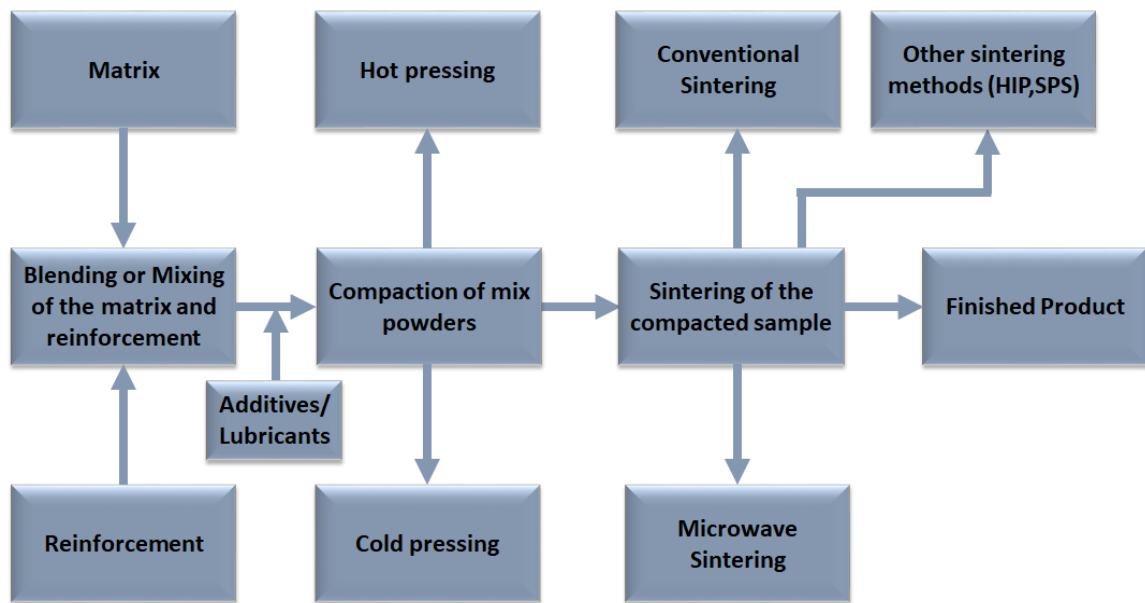 Matrix
Hot pressing
Conventional
Sintering
Other sintering
methods (HIP,SPS)
Blending or Mixing
of the matrix and
reinforcement
Compaction of mix
powders
Sintering of the
compacted sample
Finished Product
Additives/
Lubricants
Reinforcement
Cold pressing
Microwave
Sintering